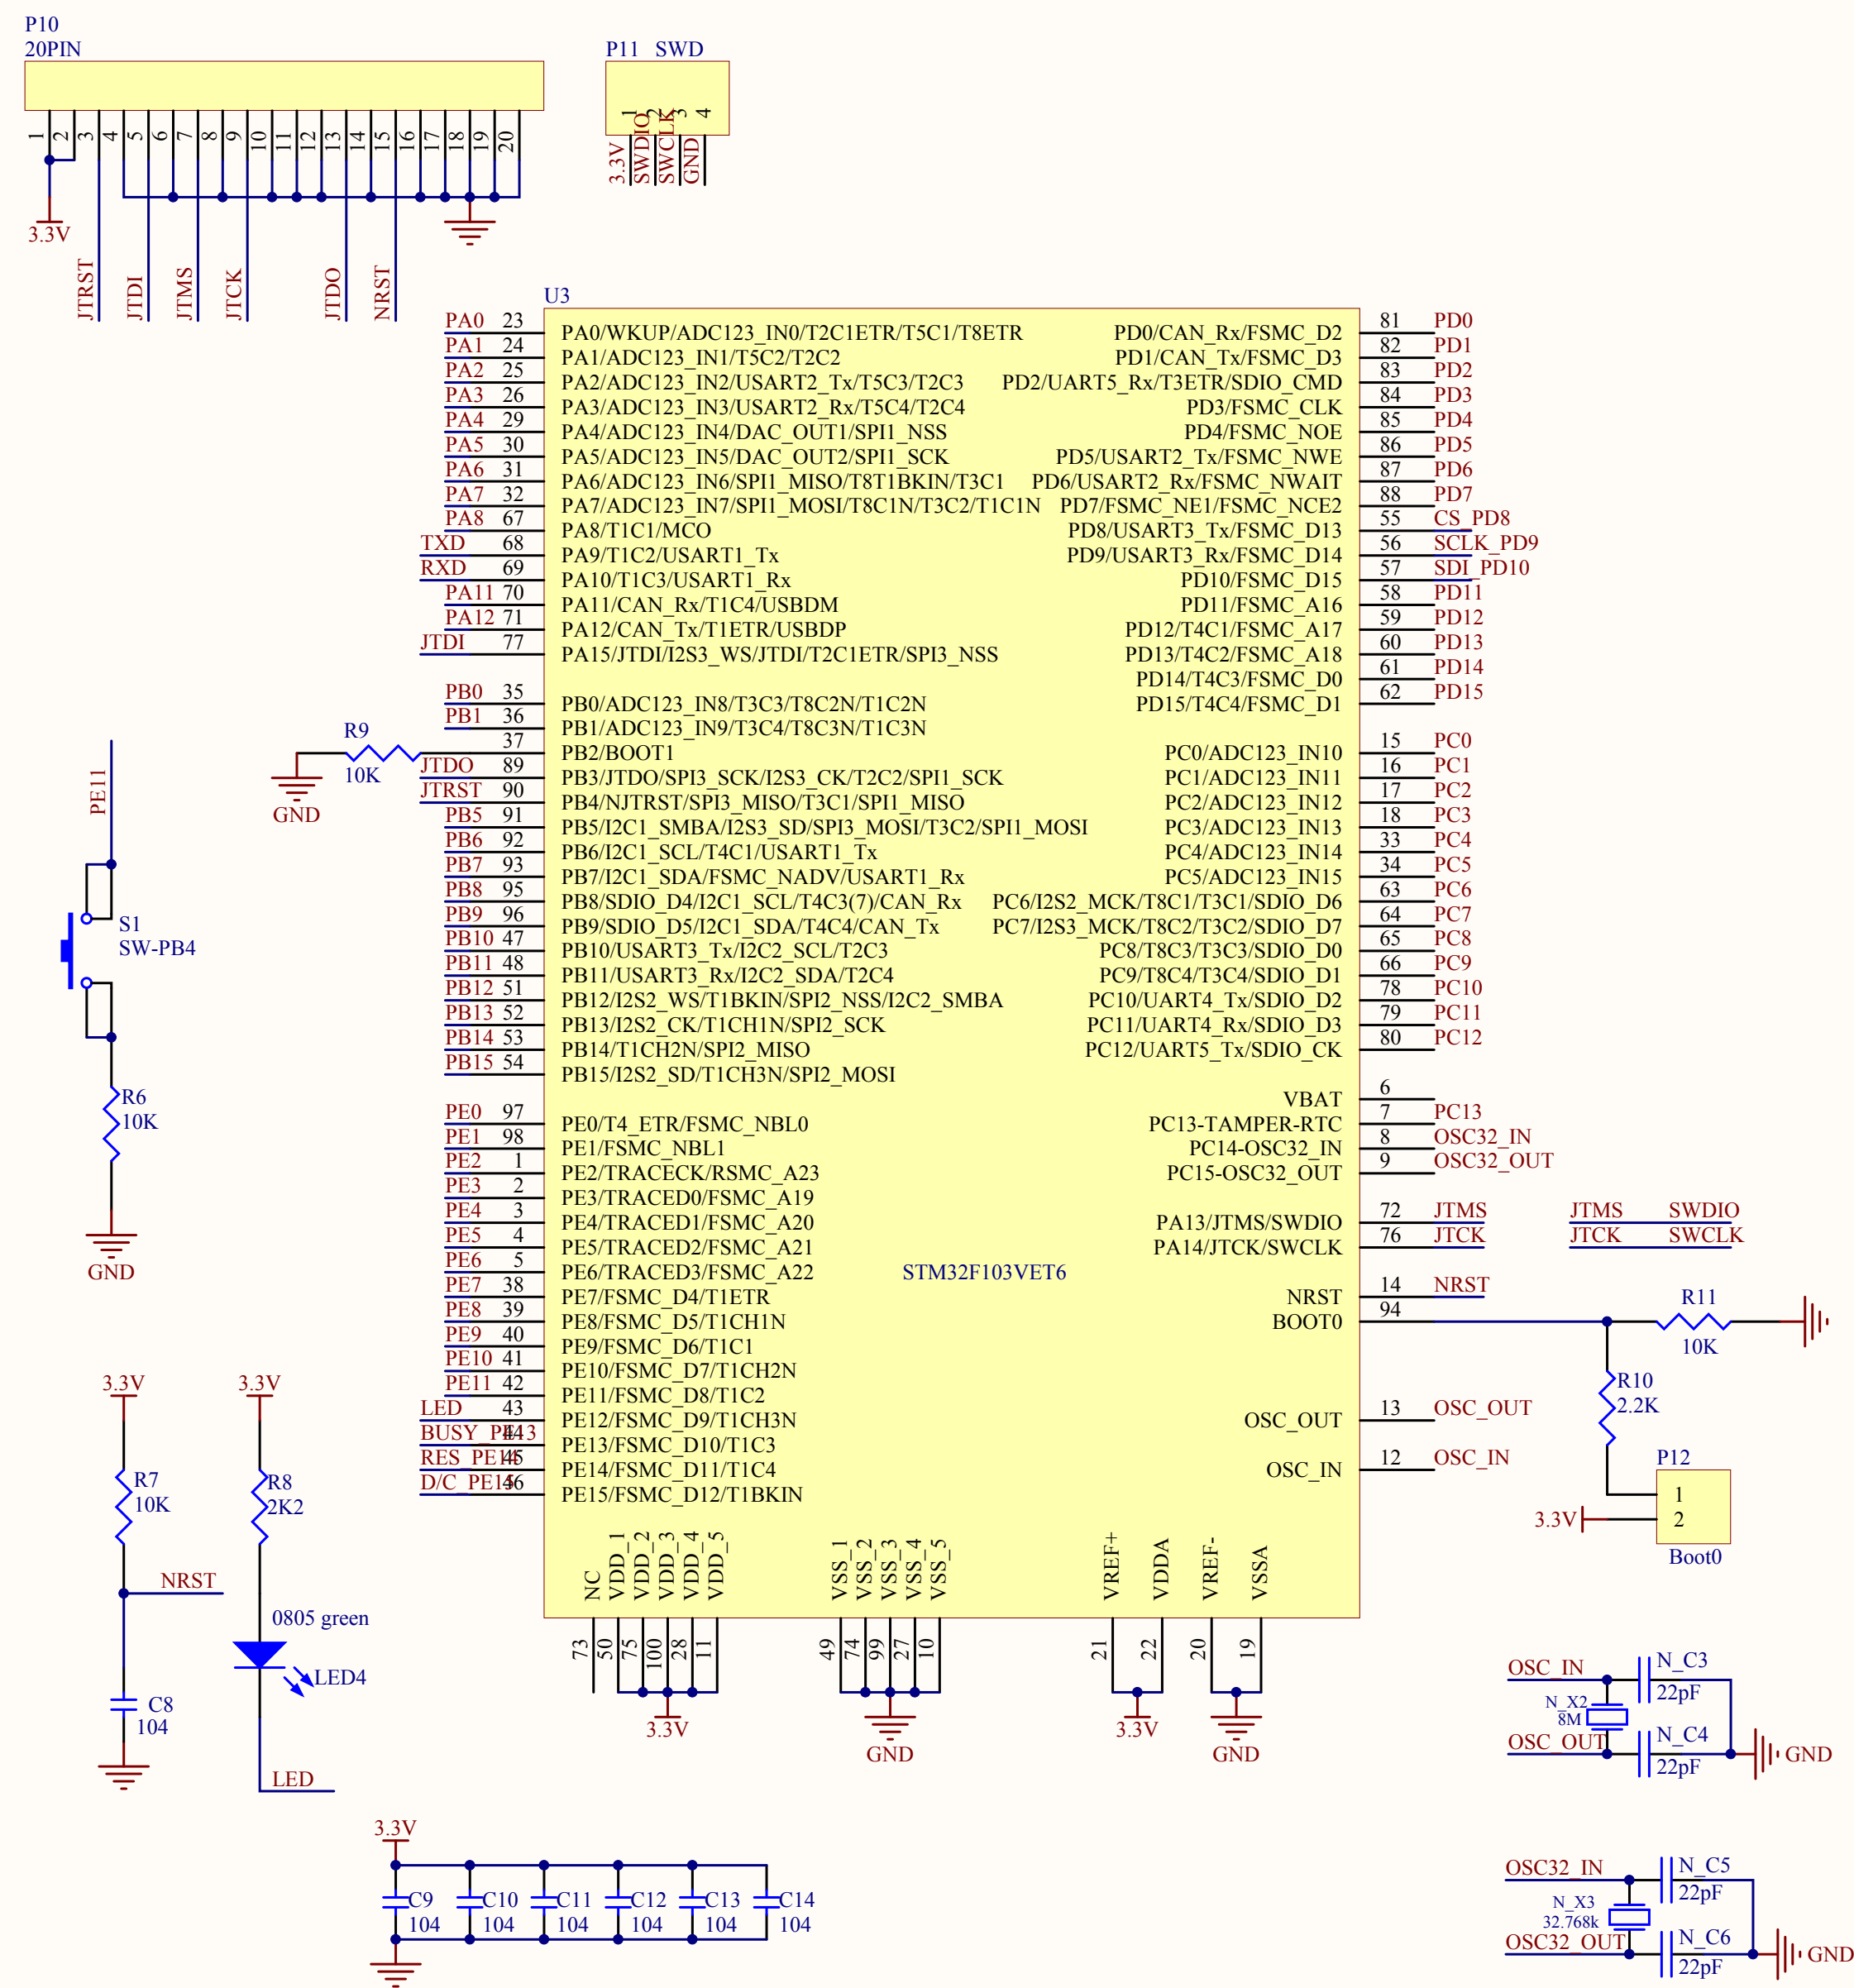 P10
20PIN
1 2 3 4 5 6 7 8 9 10 11 12 13 14 15 16 17 18 19 20
3.3V
JTRST
JTDI
JTMS
JTCK
JTDO
NRST
P11 SWD
1 2 3 4
3.3V
SWDIO
SWCLK
GND
U3
PA0 23 PA0/WKUP/ADC123_IN0/T2C1ETR/T5C1/T8ETR
PA1 24 PA1/ADC123_IN1/T5C2/T2C2
PA2 25 PA2/ADC123_IN2/USART2_Tx/T5C3/T2C3
PA3 26 PA3/ADC123_IN3/USART2_Rx/T5C4/T2C4
PA4 29 PA4/ADC123_IN4/DAC_OUT1/SPI1_NSS
PA5 30 PA5/ADC123_IN5/DAC_OUT2/SPI1_SCK
PA6 31 PA6/ADC123_IN6/SPI1_MISO/T8T1BKIN/T3C1
PA7 32 PA7/ADC123_IN7/SPI1_MOSI/T8C1N/T3C2/T1C1N
PA8 67 PA8/T1C1/MCO
TXD 68 PA9/T1C2/USART1_Tx
RXD 69 PA10/T1C3/USART1_Rx
PA11 70 PA11/CAN_Rx/T1C4/USBDM
PA12 71 PA12/CAN_Tx/T1ETR/USBDP
JTDI 77 PA15/JTDI/I2S3_WS/JTDI/T2C1ETR/SPI3_NSS
PB0 35 PB0/ADC123_IN8/T3C3/T8C2N/T1C2N
PB1 36 PB1/ADC123_IN9/T3C4/T8C3N/T1C3N
37 PB2/BOOT1
JTDO 89 PB3/JTDO/SPI3_SCK/I2S3_CK/T2C2/SPI1_SCK
JTRST 90 PB4/NJTRST/SPI3_MISO/T3C1/SPI1_MISO
PB5 91 PB5/I2C1_SMBA/I2S3_SD/SPI3_MOSI/T3C2/SPI1_MOSI
PB6 92 PB6/I2C1_SCL/T4C1/USART1_Tx
PB7 93 PB7/I2C1_SDA/FSMC_NADV/USART1_Rx
PB8 95 PB8/SDIO_D4/I2C1_SCL/T4C3(7)/CAN_Rx
PB9 96 PB9/SDIO_D5/I2C1_SDA/T4C4/CAN_Tx
PB10 47 PB10/USART3_Tx/I2C2_SCL/T2C3
PB11 48 PB11/USART3_Rx/I2C2_SDA/T2C4
PB12 51 PB12/I2S2_WS/T1BKIN/SPI2_NSS/I2C2_SMBA
PB13 52 PB13/I2S2_CK/T1CH1N/SPI2_SCK
PB14 53 PB14/T1CH2N/SPI2_MISO
PB15 54 PB15/I2S2_SD/T1CH3N/SPI2_MOSI
PE0 97 PE0/T4_ETR/FSMC_NBL0
PE1 98 PE1/FSMC_NBL1
PE2 1 PE2/TRACECK/RSMC_A23
PE3 2 PE3/TRACED0/FSMC_A19
PE4 3 PE4/TRACED1/FSMC_A20
PE5 4 PE5/TRACED2/FSMC_A21
PE6 5 PE6/TRACED3/FSMC_A22
PE7 38 PE7/FSMC_D4/T1ETR
PE8 39 PE8/FSMC_D5/T1CH1N
PE9 40 PE9/FSMC_D6/T1C1
PE10 41 PE10/FSMC_D7/T1CH2N
PE11 42 PE11/FSMC_D8/T1C2
LED 43 PE12/FSMC_D9/T1CH3N
BUSY_PE13 44 PE13/FSMC_D10/T1C3
RES_PE14 45 PE14/FSMC_D11/T1C4
D/C_PE15 46 PE15/FSMC_D12/T1BKIN
STM32F103VET6
PD0/CAN_Rx/FSMC_D2 81 PD0
PD1/CAN_Tx/FSMC_D3 82 PD1
PD2/UART5_Rx/T3ETR/SDIO_CMD 83 PD2
PD3/FSMC_CLK 84 PD3
PD4/FSMC_NOE 85 PD4
PD5/USART2_Tx/FSMC_NWE 86 PD5
PD6/USART2_Rx/FSMC_NWAIT 87 PD6
PD7/FSMC_NE1/FSMC_NCE2 88 PD7
PD8/USART3_Tx/FSMC_D13 55 CS_PD8
PD9/USART3_Rx/FSMC_D14 56 SCLK_PD9
PD10/FSMC_D15 57 SDI_PD10
PD11/FSMC_A16 58 PD11
PD12/T4C1/FSMC_A17 59 PD12
PD13/T4C2/FSMC_A18 60 PD13
PD14/T4C3/FSMC_D0 61 PD14
PD15/T4C4/FSMC_D1 62 PD15
PC0/ADC123_IN10 15 PC0
PC1/ADC123_IN11 16 PC1
PC2/ADC123_IN12 17 PC2
PC3/ADC123_IN13 18 PC3
PC4/ADC123_IN14 33 PC4
PC5/ADC123_IN15 34 PC5
PC6/I2S2_MCK/T8C1/T3C1/SDIO_D6 63 PC6
PC7/I2S3_MCK/T8C2/T3C2/SDIO_D7 64 PC7
PC8/T8C3/T3C3/SDIO_D0 65 PC8
PC9/T8C4/T3C4/SDIO_D1 66 PC9
PC10/UART4_Tx/SDIO_D2 78 PC10
PC11/UART4_Rx/SDIO_D3 79 PC11
PC12/UART5_Tx/SDIO_CK 80 PC12
VBAT 6
PC13-TAMPER-RTC 7 PC13
PC14-OSC32_IN 8 OSC32_IN
PC15-OSC32_OUT 9 OSC32_OUT
PA13/JTMS/SWDIO 72 JTMS
PA14/JTCK/SWCLK 76 JTCK
JTMS SWDIO
JTCK SWCLK
NRST 14 NRST
BOOT0 94
OSC_OUT 13 OSC_OUT
OSC_IN 12 OSC_IN
NC 73
VDD_1 50
VDD_2 75
VDD_3 100
VDD_4 28
VDD_5 11
3.3V
VSS_1 49
VSS_2 74
VSS_3 99
VSS_4 27
VSS_5 10
GND
VREF+ 21
VDDA 22
3.3V
VREF- 20
VSSA 19
GND
R9
10K
GND
PE11
S1
SW-PB4
R6
10K
GND
R11
10K
R10
2.2K
P12
1
2
3.3V
Boot0
3.3V
R7
10K
NRST
C8
104
3.3V
R8
2K2
0805 green
LED4
LED
3.3V
C9 C10 C11 C12 C13 C14
104 104 104 104 104 104
OSC_IN
N_C3
22pF
N_X2
8M
OSC_OUT
N_C4
22pF
GND
OSC32_IN
N_C5
22pF
N_X3
32.768k
OSC32_OUT
N_C6
22pF
GND